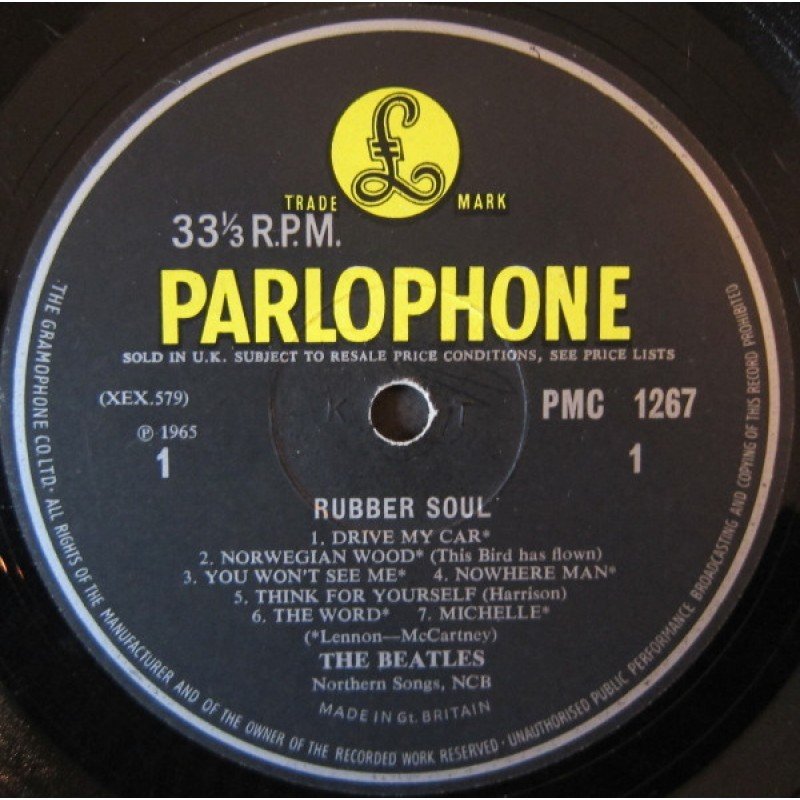 £
TRADE MARK
33⅓ R.P.M.
PARLOPHONE
SOLD IN U.K. SUBJECT TO RESALE PRICE CONDITIONS, SEE PRICE LISTS
(XEX.579)
K T
PMC 1267
℗ 1965
1
1
RUBBER SOUL
1. DRIVE MY CAR*
2. NORWEGIAN WOOD* (This Bird has flown)
3. YOU WON'T SEE ME* 4. NOWHERE MAN*
5. THINK FOR YOURSELF (Harrison)
6. THE WORD* 7. MICHELLE*
(*Lennon—McCartney)
THE BEATLES
Northern Songs, NCB
MADE IN Gt. BRITAIN
THE GRAMOPHONE CO. LTD. · ALL RIGHTS OF THE MANUFACTURER AND OF THE OWNER OF THE RECORDED WORK RESERVED · UNAUTHORISED PUBLIC PERFORMANCE BROADCASTING AND COPYING OF THIS RECORD PROHIBITED